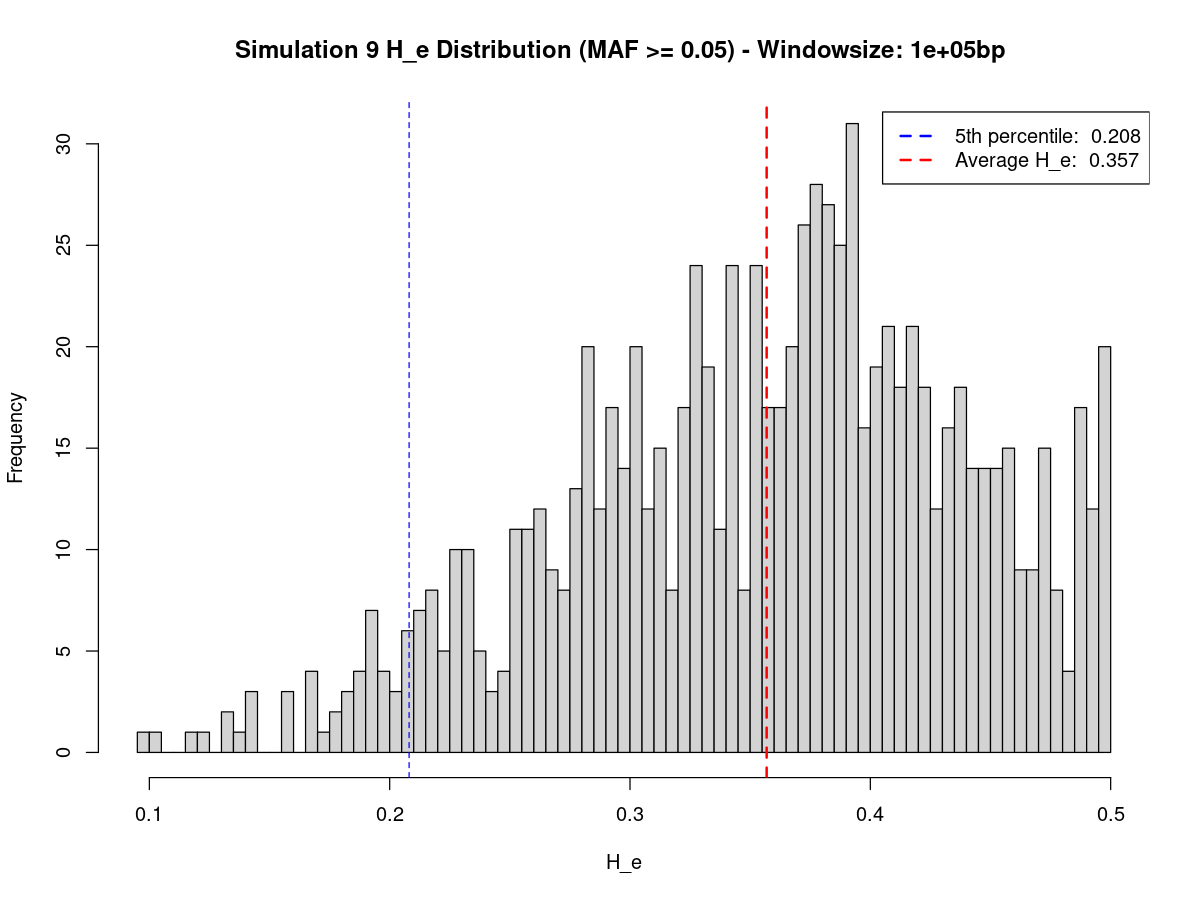 Simulation 9 H_e Distribution (MAF >= 0.05) - Windowsize: 1e+05bp
5th percentile:  0.208
Average H_e:  0.357
30
25
20
15
10
5
0
Frequency
0.1 0.2 0.3 0.4 0.5
H_e